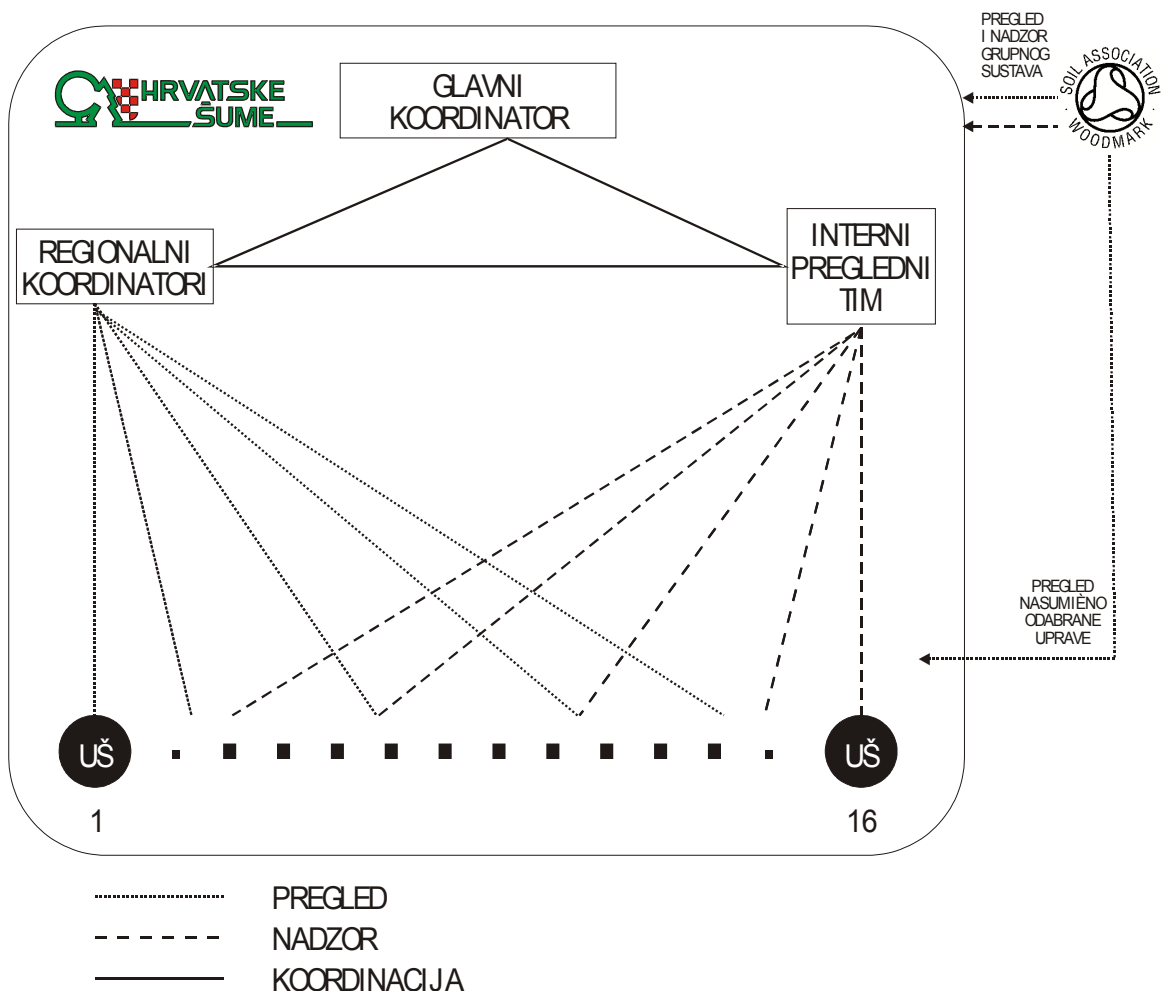 PREGLED
I NADZOR
GRUPNOG
SUSTAVA
SOIL ASSOCIATION
WOODMARK
HRVATSKE
ŠUME
GLAVNI
KOORDINATOR
REGIONALNI
KOORDINATORI
INTERNI
PREGLEDNI
TIM
PREGLED
NASUMIÈNO
ODABRANE
UPRAVE
UŠ
UŠ
1
16
PREGLED
NADZOR
KOORDINACIJA